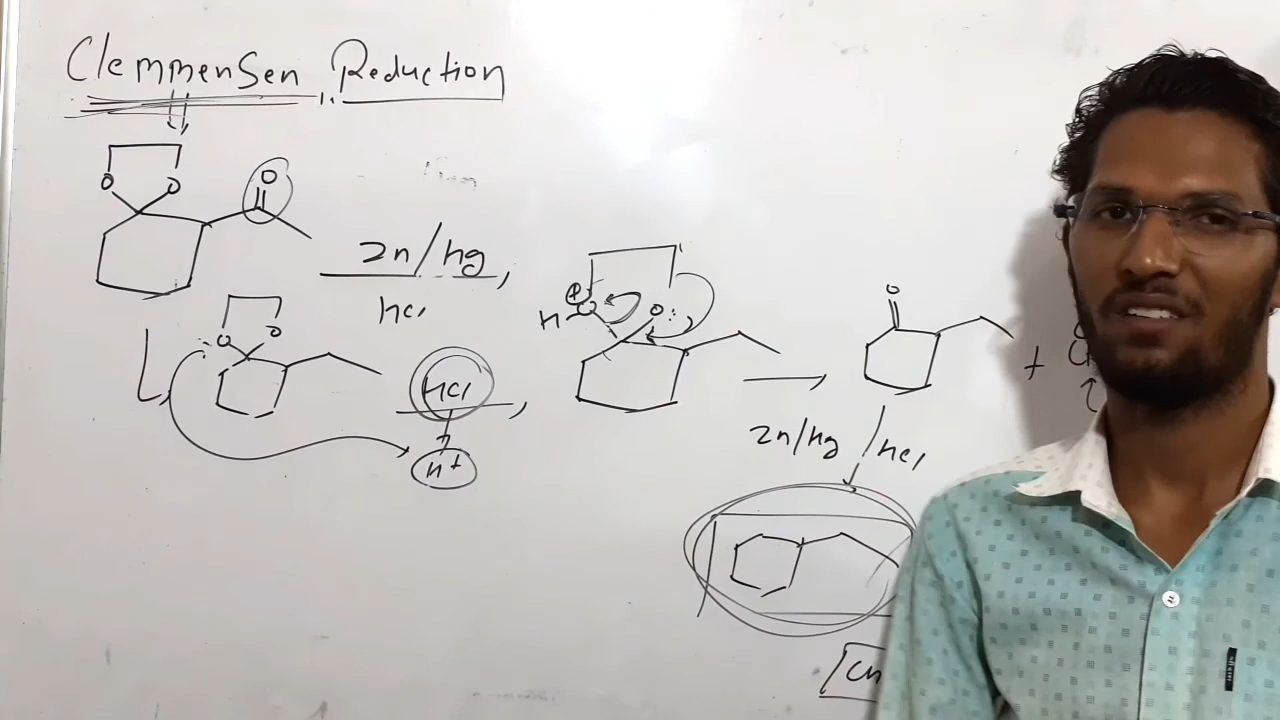 Clemmensen Reduction
O O O
Zn/Hg,
HCl
O O
HCl
H+
H O ⊕ O:
O
+
Zn/Hg /HCl